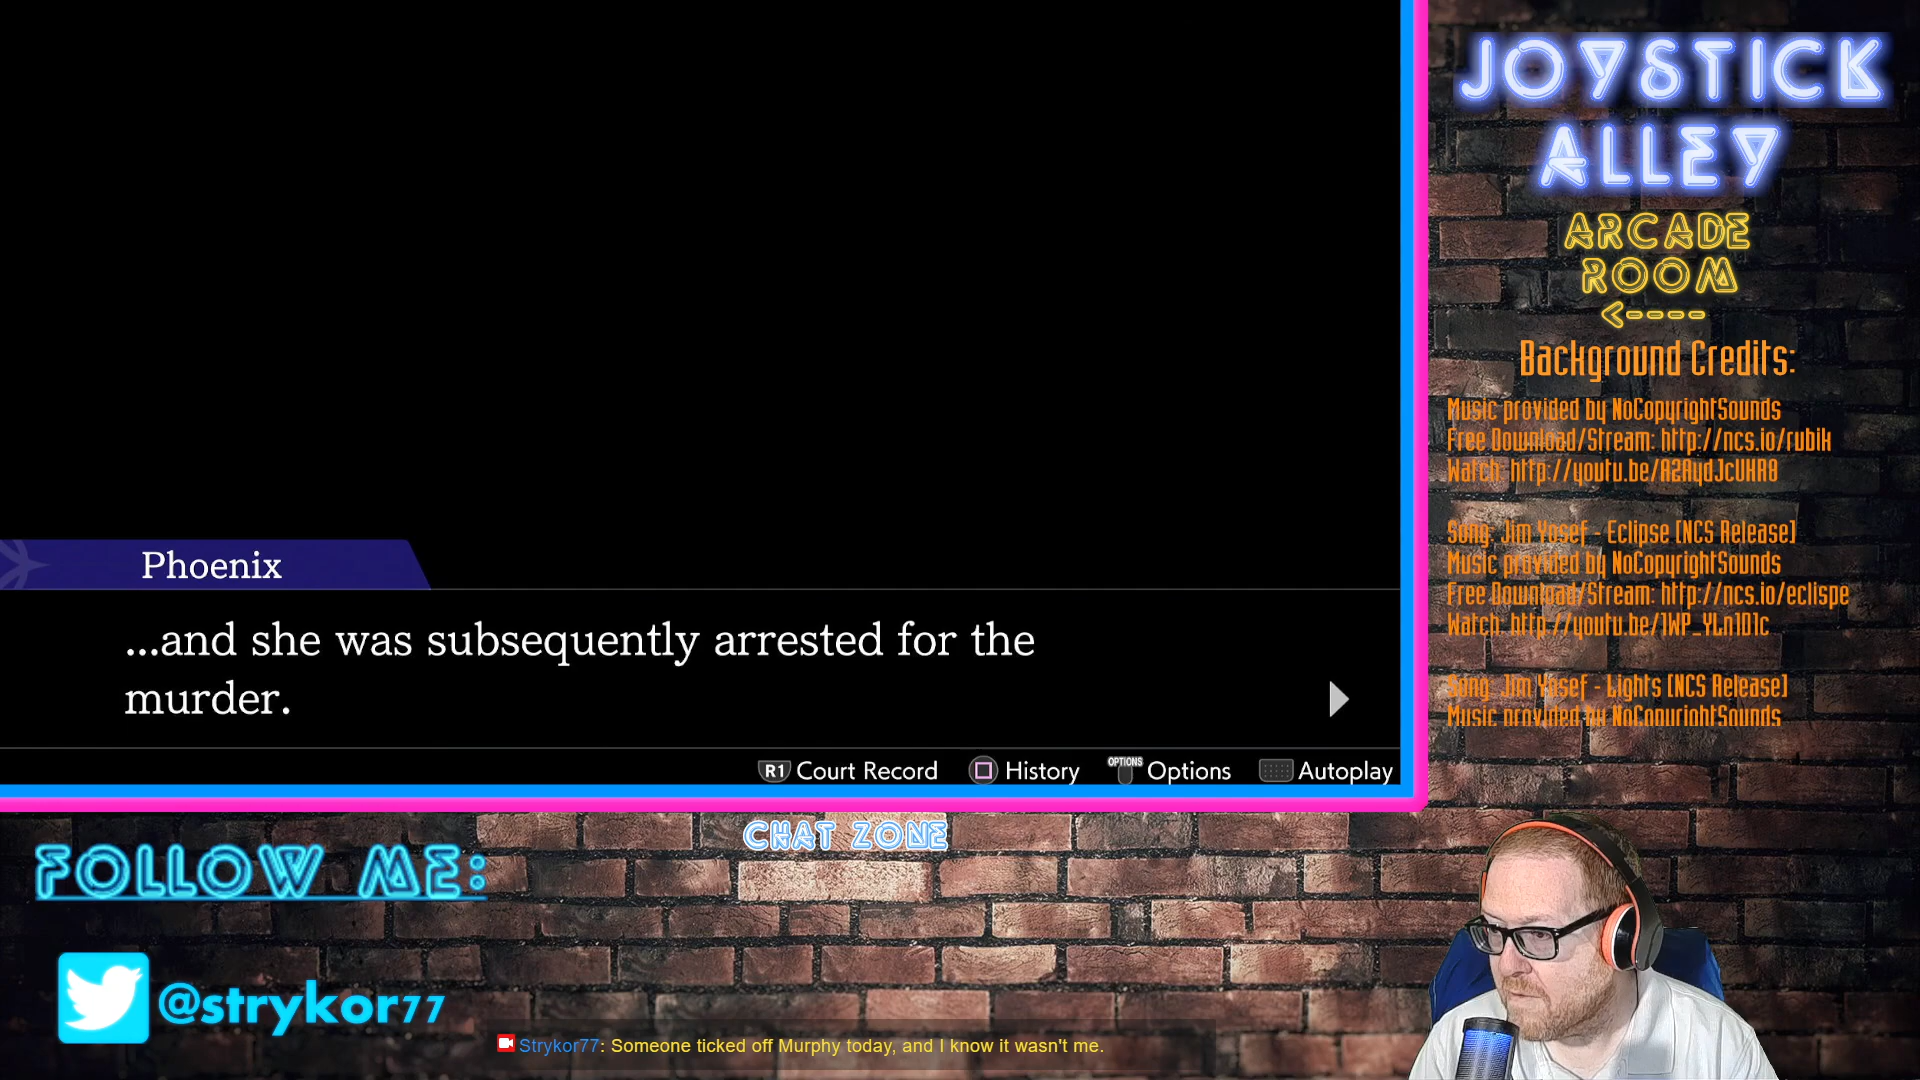 JOYSTICK
ALLEY
ARCADE
ROOM
<----
Background Credits:
Music provided by NoCopyrightSounds
Free Download/Stream: http://ncs.io/rubik
Watch: http://youtu.be/A2AydJcUHR8
Song: Jim Yosef - Eclipse [NCS Release]
Music provided by NoCopyrightSounds
Free Download/Stream: http://ncs.io/eclispe
Watch: http://youtu.be/1WP_YLn1D1c
Song: Jim Yosef - Lights [NCS Release]
Music provided by NoCopyrightSounds
Phoenix
...and she was subsequently arrested for the
murder.
R1 Court Record
History
OPTIONS Options
Autoplay
CHAT ZONE
FOLLOW ME:
@strykor77
Strykor77: Someone ticked off Murphy today, and I know it wasn't me.